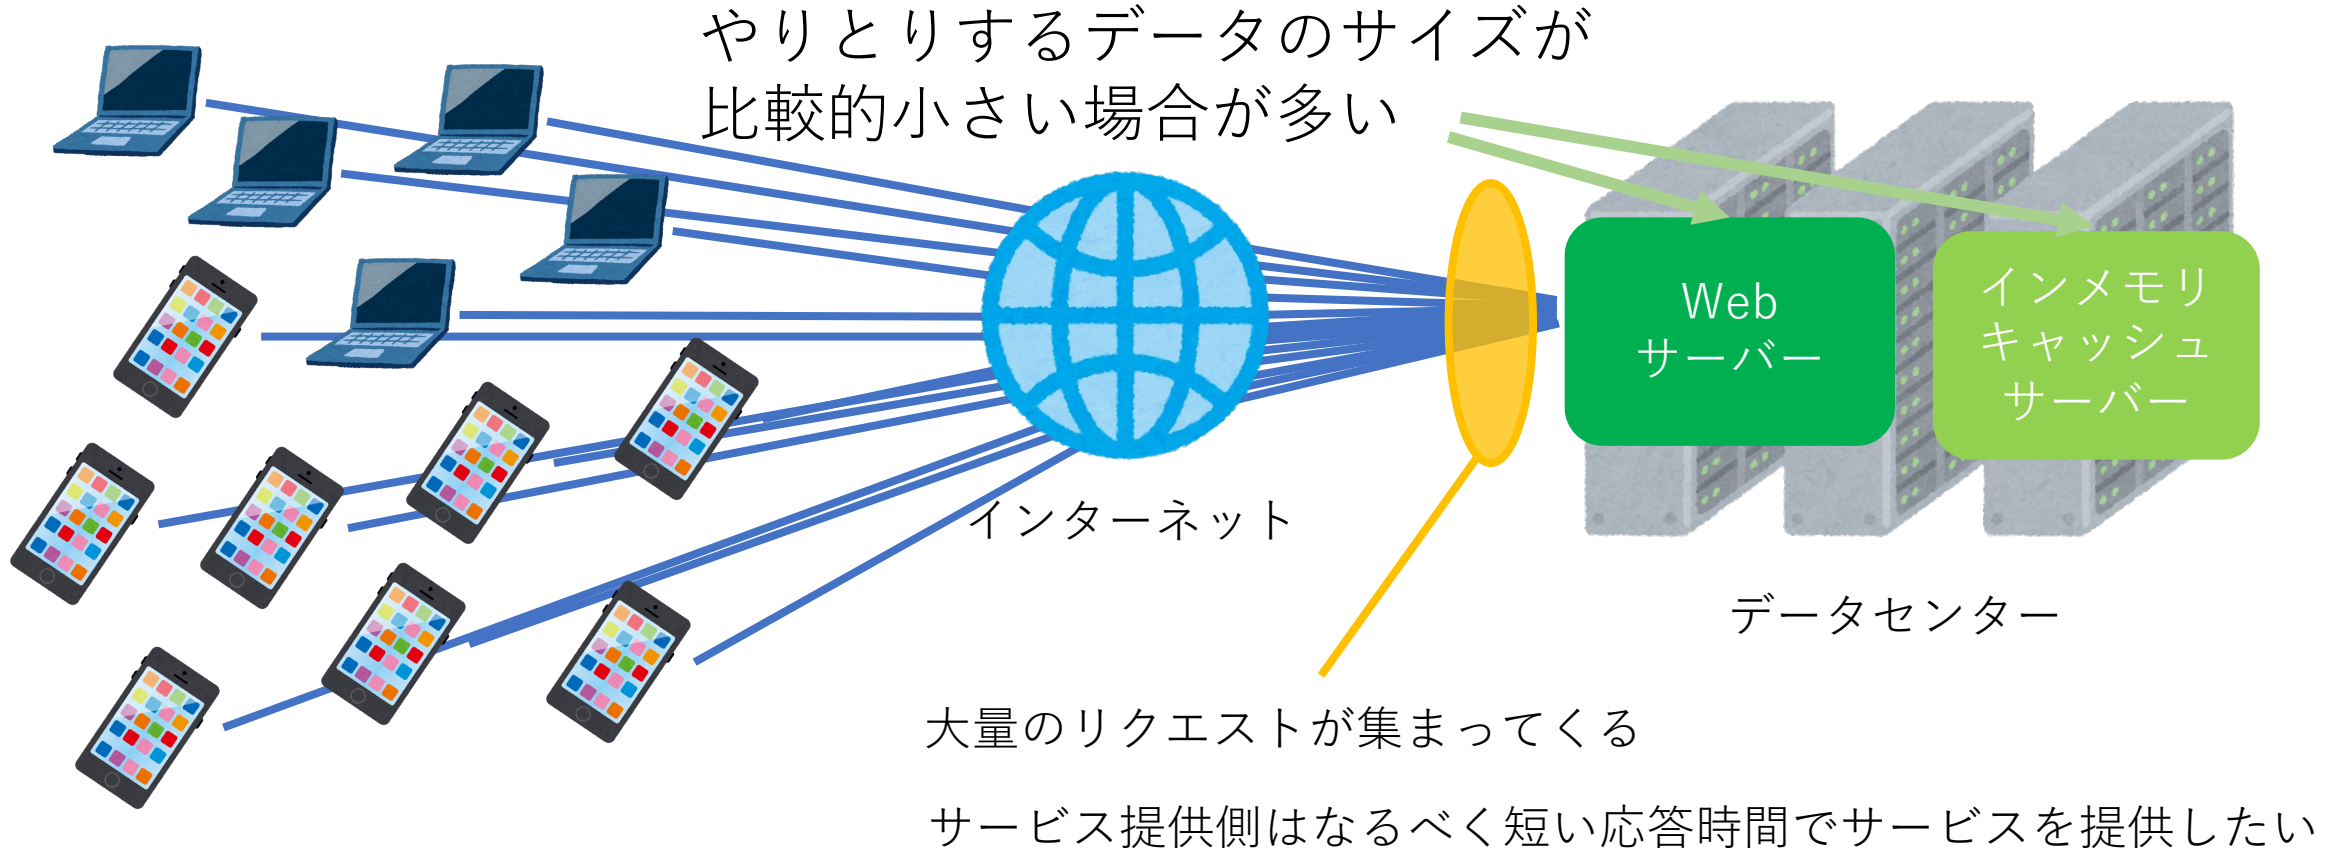 やりとりするデータのサイズが
比較的小さい場合が多い
Web
サーバー
インメモリ
キャッシュ
サーバー
インターネット
データセンター
大量のリクエストが集まってくる
サービス提供側はなるべく短い応答時間でサービスを提供したい